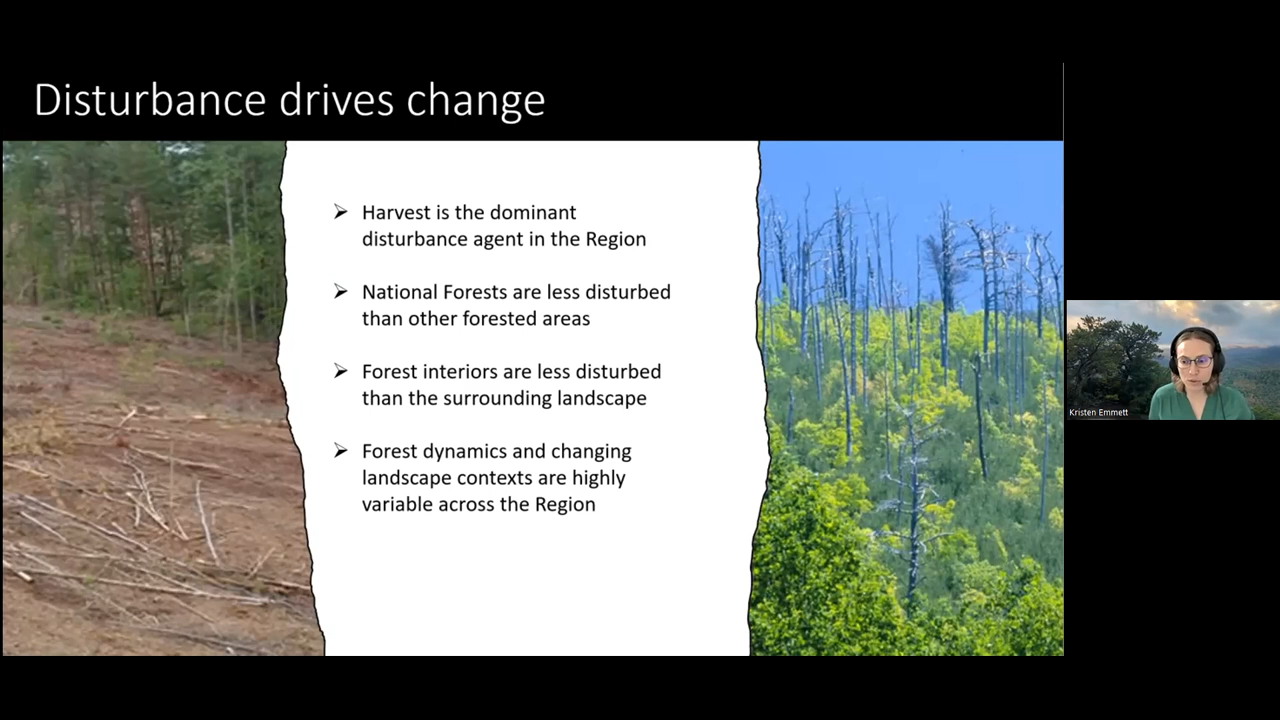 Disturbance drives change
➢ Harvest is the dominant
disturbance agent in the Region
➢ National Forests are less disturbed
than other forested areas
➢ Forest interiors are less disturbed
than the surrounding landscape
➢ Forest dynamics and changing
landscape contexts are highly
variable across the Region
Kristen Emmett